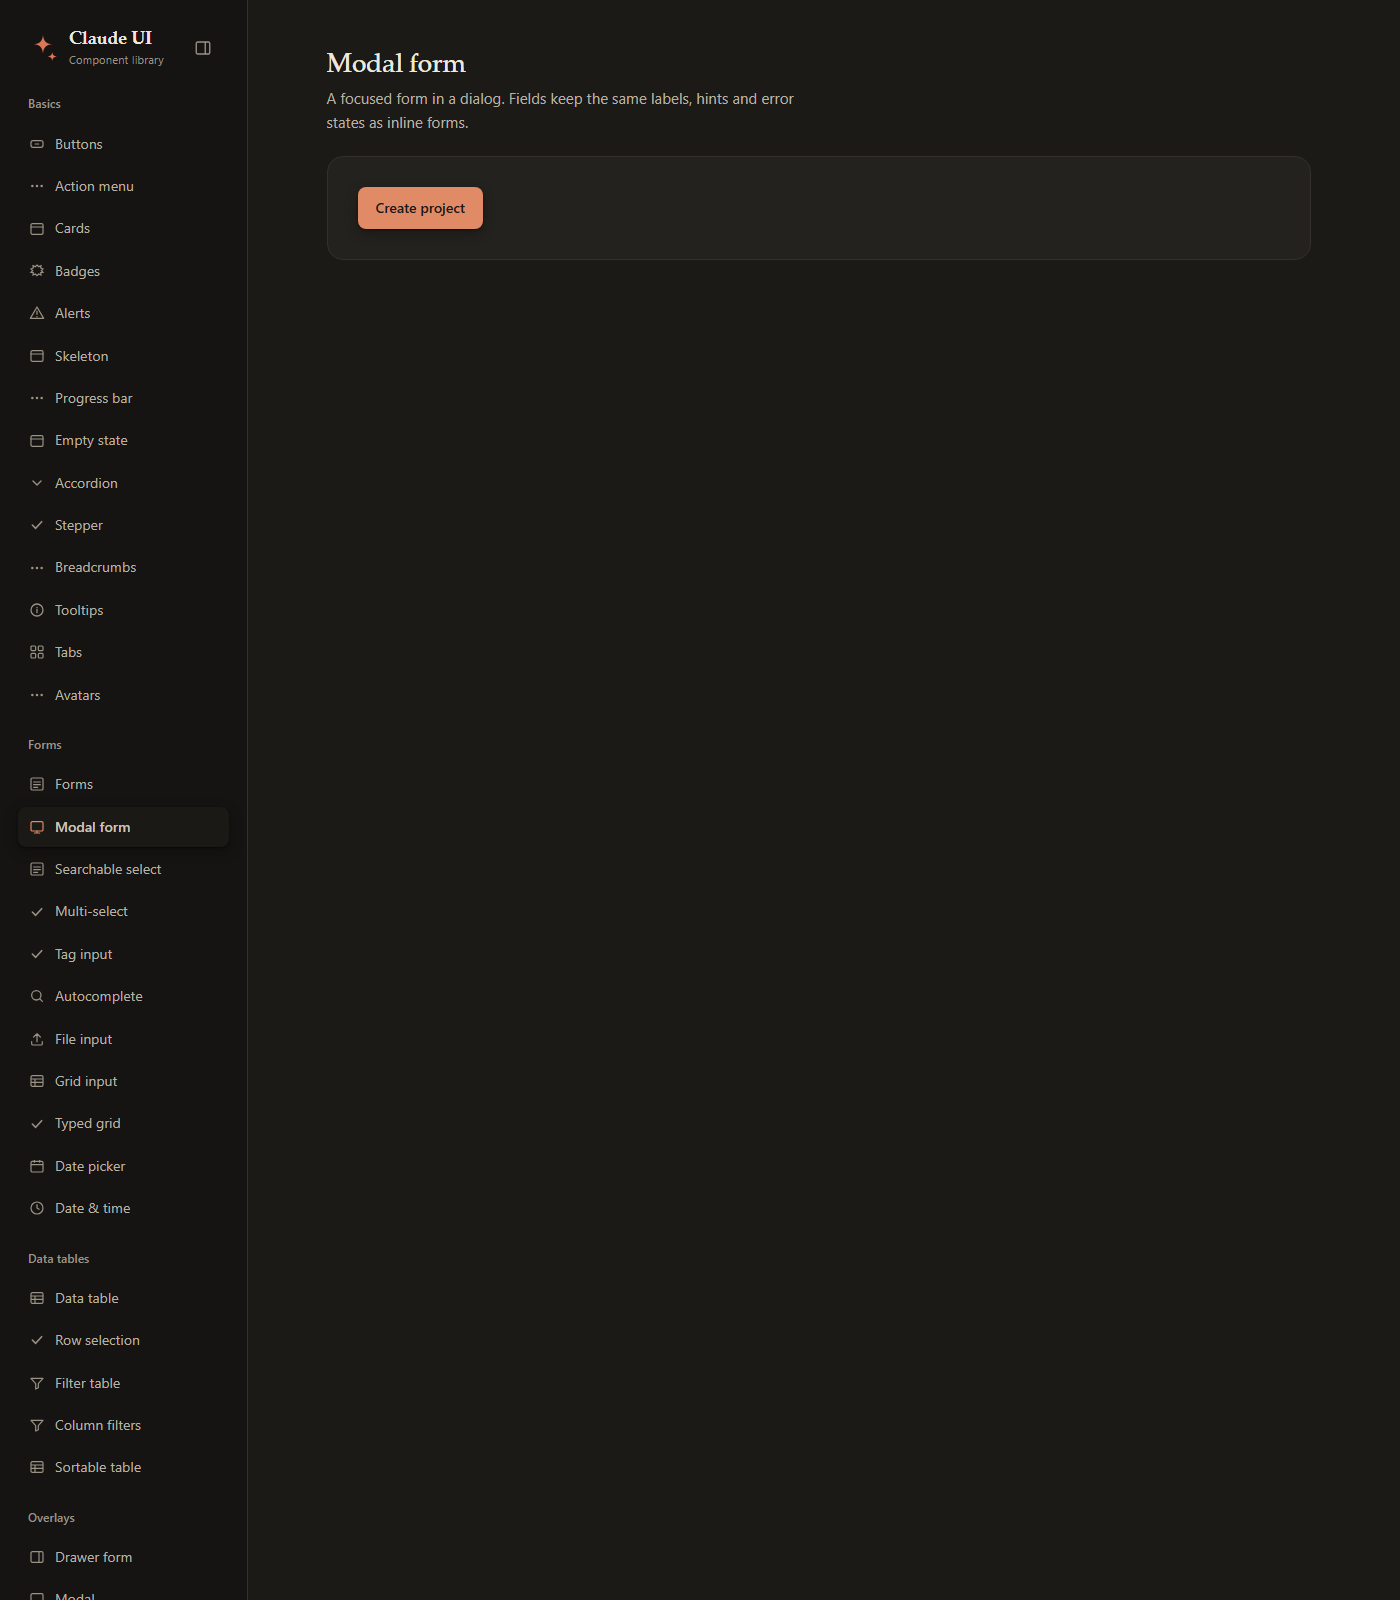 Claude UI
Component library
Basics
Buttons
Action menu
Cards
Badges
Alerts
Skeleton
Progress bar
Empty state
Accordion
Stepper
Breadcrumbs
Tooltips
Tabs
Avatars
Forms
Forms
Modal form
Searchable select
Multi-select
Tag input
Autocomplete
File input
Grid input
Typed grid
Date picker
Date & time
Data tables
Data table
Row selection
Filter table
Column filters
Sortable table
Overlays
Drawer form
Modal
Modal form
A focused form in a dialog. Fields keep the same labels, hints and error
states as inline forms.
Create project